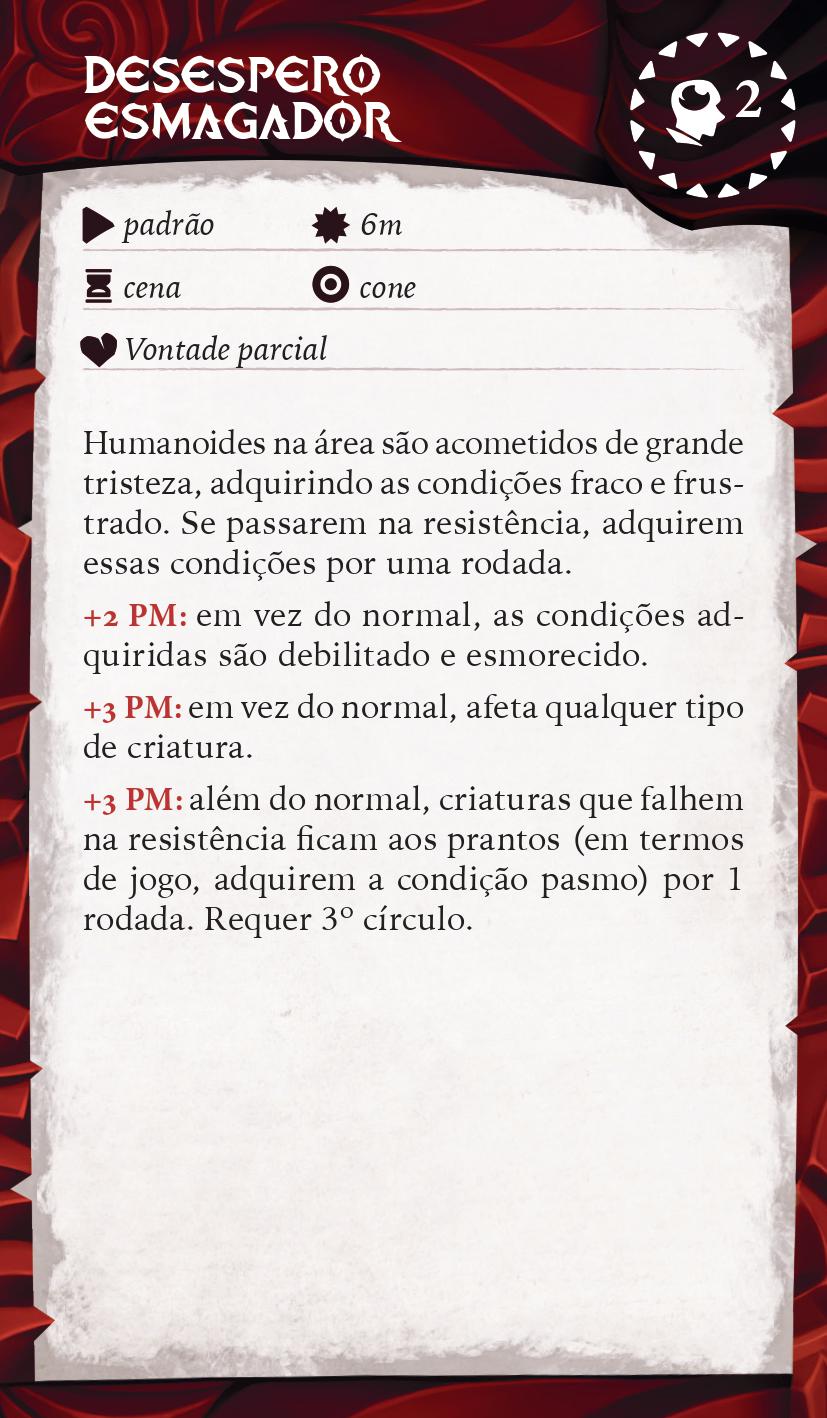 DESESPERO
ESMAGADOR
2
padrão 6m
cena cone
Vontade parcial
Humanoides na área são acometidos de grande
tristeza, adquirindo as condições fraco e frus-
trado. Se passarem na resistência, adquirem
essas condições por uma rodada.
+2 PM: em vez do normal, as condições ad-
quiridas são debilitado e esmorecido.
+3 PM: em vez do normal, afeta qualquer tipo
de criatura.
+3 PM: além do normal, criaturas que falhem
na resistência ficam aos prantos (em termos
de jogo, adquirem a condição pasmo) por 1
rodada. Requer 3º círculo.